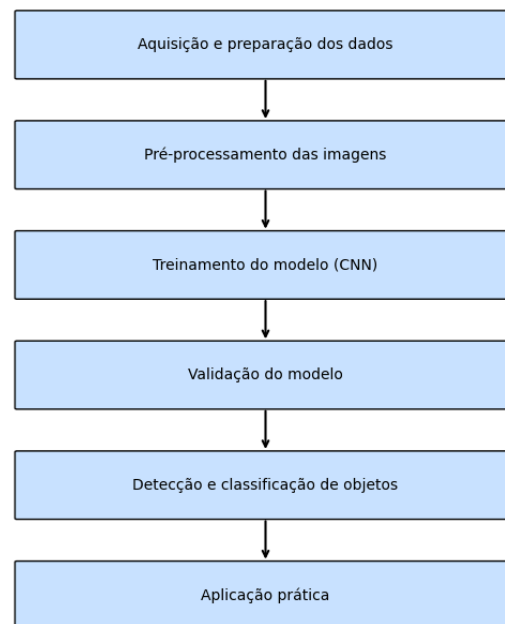 Aquisição e preparação dos dados
Pré-processamento das imagens
Treinamento do modelo (CNN)
Validação do modelo
Detecção e classificação de objetos
Aplicação prática